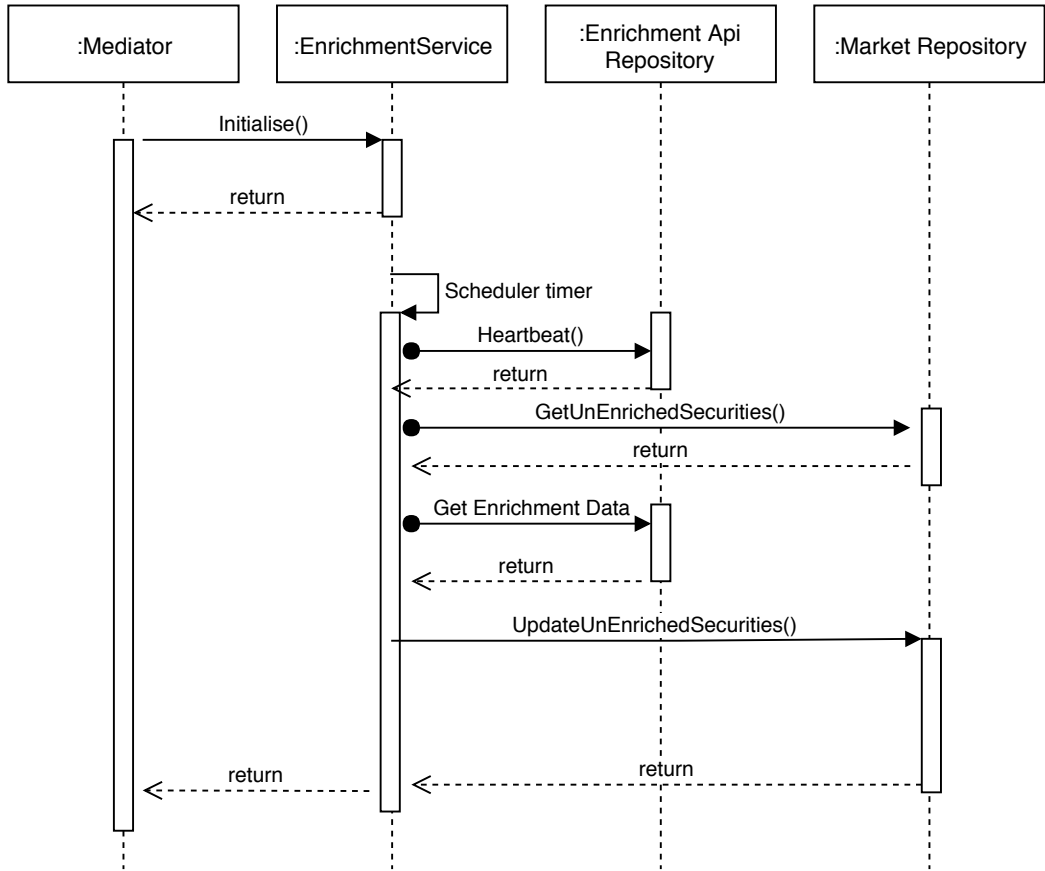 :Mediator
:EnrichmentService
:Enrichment Api
Repository
:Market Repository
Initialise()
return
Scheduler timer
Heartbeat()
return
GetUnEnrichedSecurities()
return
Get Enrichment Data
return
UpdateUnEnrichedSecurities()
return
return